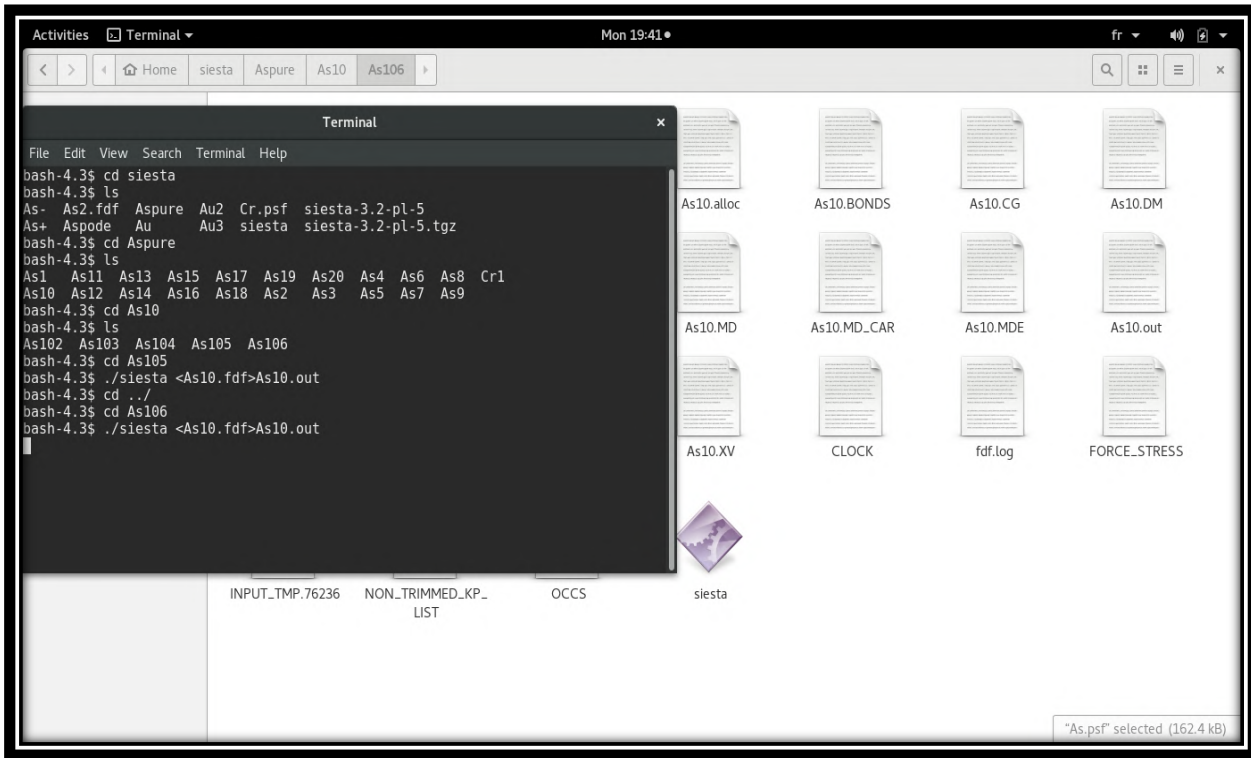 Activities Terminal Mon 19:41 fr
Home siesta Aspure As10 As106
Terminal
File Edit View Search Terminal Help
bash-4.3$ cd siesta
bash-4.3$ ls
As- As2.fdf Aspure Au2 Cr.psf siesta-3.2-pl-5
As+ Aspode Au Au3 siesta siesta-3.2-pl-5.tgz
bash-4.3$ cd Aspure
bash-4.3$ ls
As1 As11 As13 As15 As17 As19 As20 As4 As6 As8 Cr1
As10 As12 As14 As16 As18 As2 As3 As5 As7 As9
bash-4.3$ cd As10
bash-4.3$ ls
As102 As103 As104 As105 As106
bash-4.3$ cd As105
bash-4.3$ ./siesta <As10.fdf>As10.out
bash-4.3$ cd ../
bash-4.3$ cd As106
bash-4.3$ ./siesta <As10.fdf>As10.out
As10.alloc As10.BONDS As10.CG As10.DM
As10.MD As10.MD_CAR As10.MDE As10.out
As10.XV CLOCK fdf.log FORCE_STRESS
INPUT_TMP.76236 NON_TRIMMED_KP_ OCCS siesta
LIST
"As.psf" selected (162.4 kB)